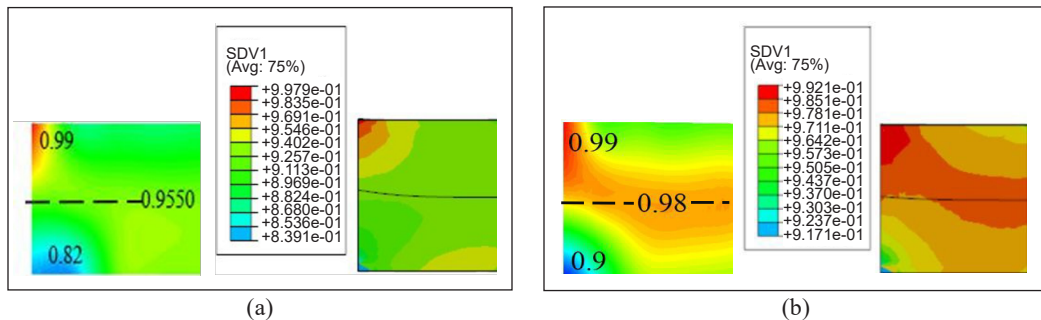 0.99
0.9550
0.82
SDV1
(Avg: 75%)
+9.979e-01
+9.835e-01
+9.691e-01
+9.546e-01
+9.402e-01
+9.257e-01
+9.113e-01
+8.969e-01
+8.824e-01
+8.680e-01
+8.536e-01
+8.391e-01
(a)
0.99
0.98
0.9
SDV1
(Avg: 75%)
+9.921e-01
+9.851e-01
+9.781e-01
+9.711e-01
+9.642e-01
+9.573e-01
+9.505e-01
+9.437e-01
+9.370e-01
+9.303e-01
+9.237e-01
+9.171e-01
(b)